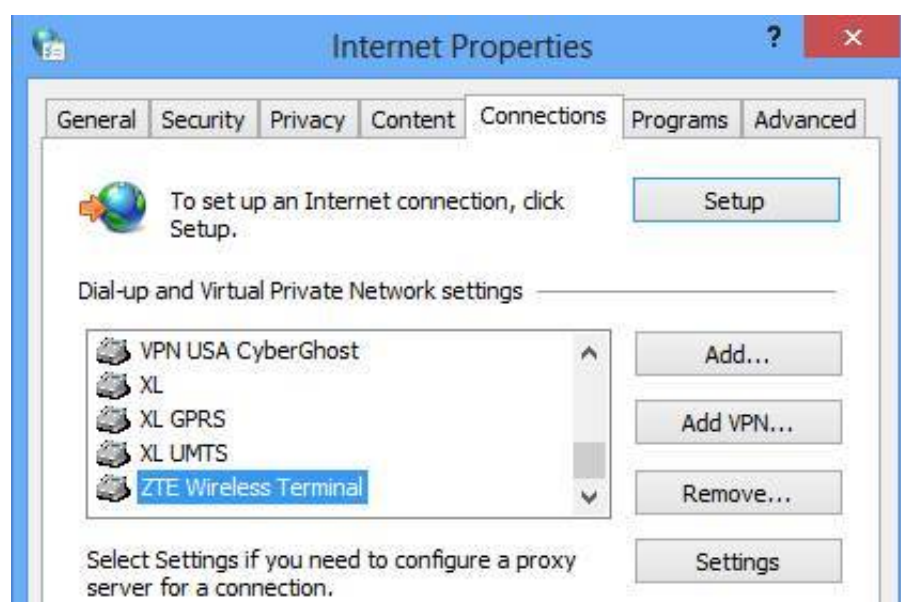 Internet Properties
?
General Security Privacy Content Connections Programs Advanced
To set up an Internet connection, click
Setup.
Setup
Dial-up and Virtual Private Network settings
VPN USA CyberGhost
XL
XL GPRS
XL UMTS
ZTE Wireless Terminal
Add...
Add VPN...
Remove...
Select Settings if you need to configure a proxy
server for a connection.
Settings